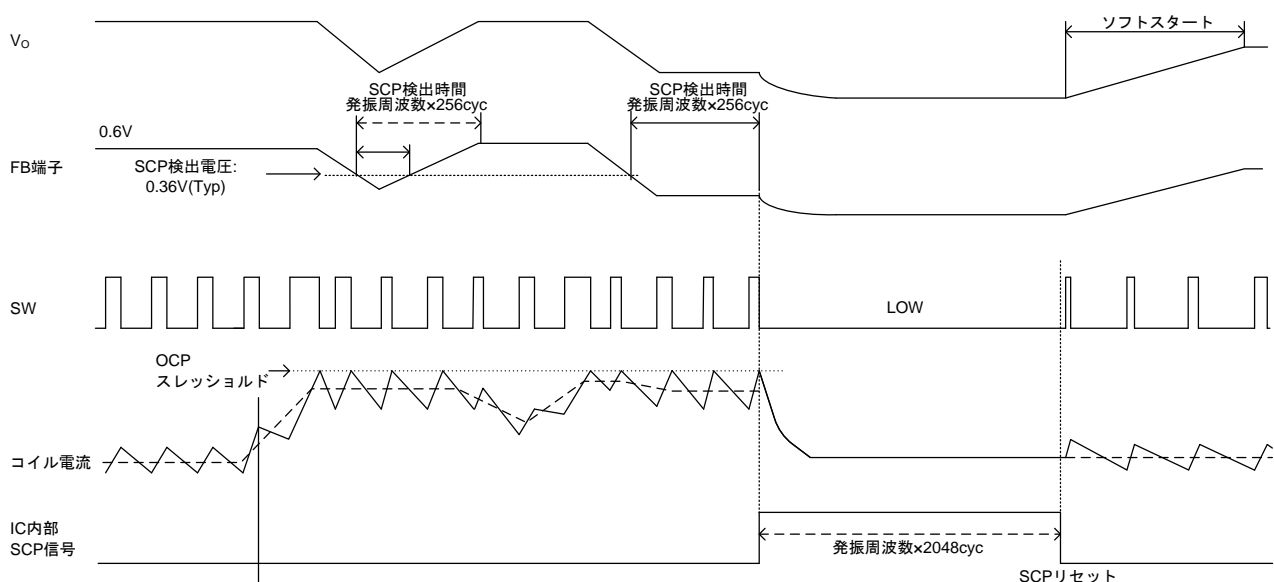 ソフトスタート
VO
SCP検出時間
発振周波数×256cyc
SCP検出時間
発振周波数×256cyc
0.6V
FB端子
SCP検出電圧:
0.36V(Typ)
SW
LOW
OCP
スレッショルド
コイル電流
IC内部
SCP信号
発振周波数×2048cyc
SCPリセット